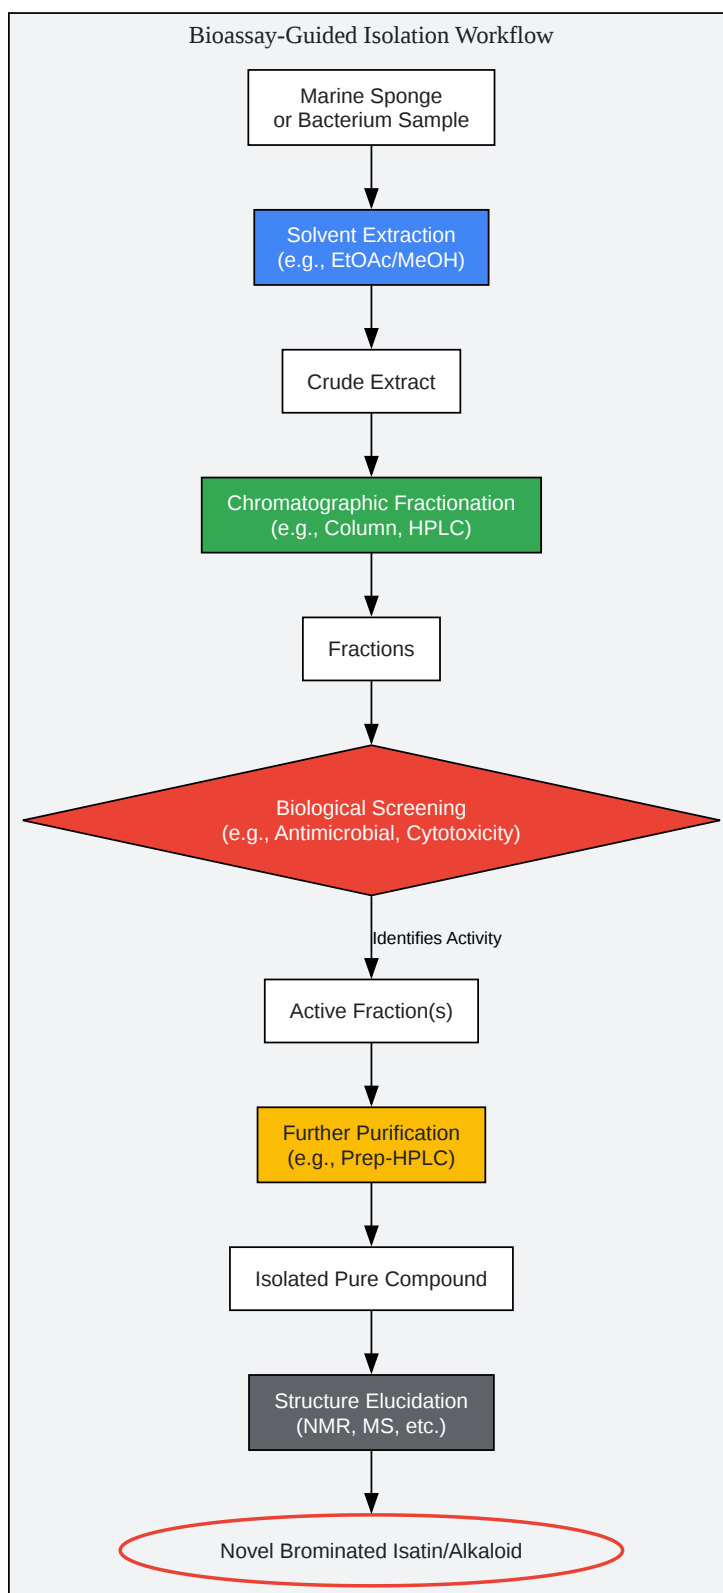 Bioassay-Guided Isolation Workflow
Marine Sponge
or Bacterium Sample
Solvent Extraction
(e.g., EtOAc/MeOH)
Crude Extract
Chromatographic Fractionation
(e.g., Column, HPLC)
Fractions
Biological Screening
(e.g., Antimicrobial, Cytotoxicity)
Identifies Activity
Active Fraction(s)
Further Purification
(e.g., Prep-HPLC)
Isolated Pure Compound
Structure Elucidation
(NMR, MS, etc.)
Novel Brominated Isatin/Alkaloid